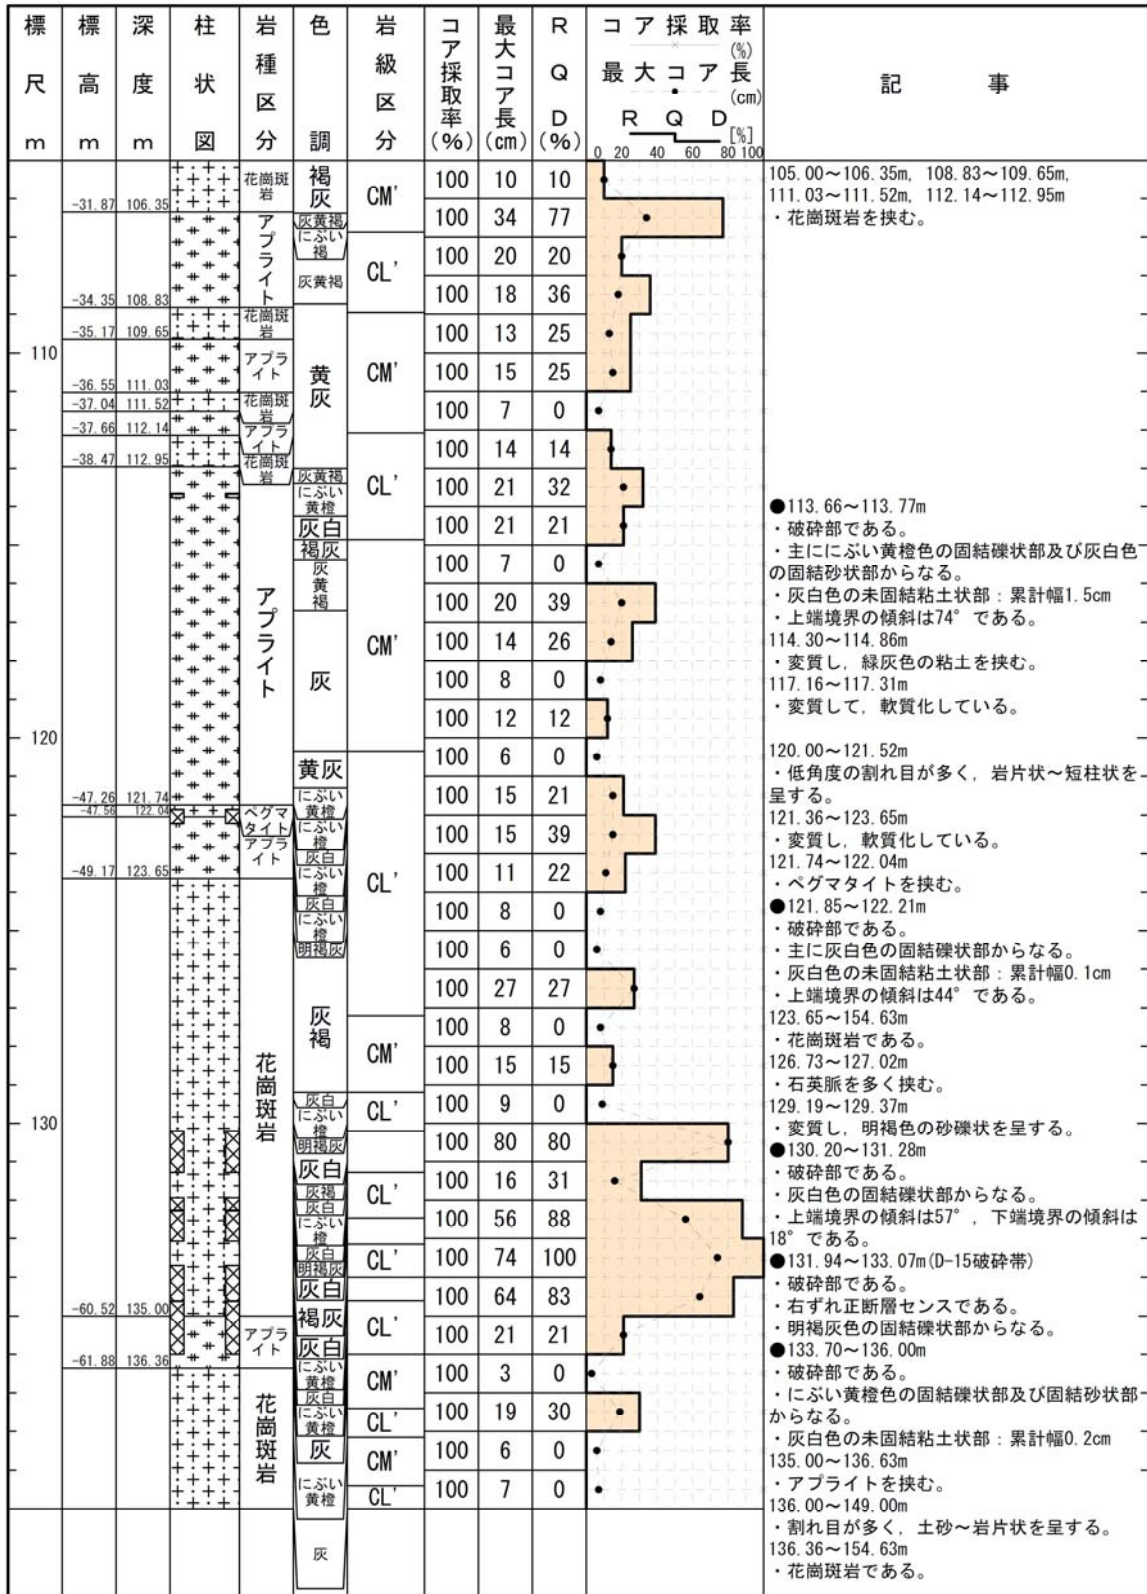 標尺m
標高m
深度m
柱状図
岩種区分
色調
岩級区分
コア採取率(%)
最大コア長(cm)
RQD(%)
コア採取率(%)
最大コア長(cm)
RQD[%]
0 20 40 60 80 100
記事
110
120
130
-31.87 106.35
-34.35 108.83
-35.17 109.65
-36.55 111.03
-37.04 111.52
-37.66 112.14
-38.47 112.95
-47.26 121.74
-47.56 122.04
-49.17 123.65
-60.52 135.00
-61.88 136.36
花崗斑岩
アプライト
花崗斑岩
アプライト
花崗斑岩
アプライト
花崗斑岩
アプライト
ペグマタイト
アプライト
花崗斑岩
アプライト
花崗斑岩
褐灰
灰黄褐
にぶい褐
灰黄褐
黄灰
灰黄褐
にぶい黄橙
灰白
褐灰
灰黄褐
灰
黄灰
にぶい黄橙
にぶい橙
灰白
にぶい橙
灰白
にぶい橙
明褐灰
灰褐
灰白
にぶい橙
明褐灰
灰白
灰褐
灰白
にぶい橙
灰白
明褐灰
灰白
褐灰
灰白
にぶい黄橙
灰白
にぶい黄橙
灰
にぶい黄橙
灰
CM'
CL'
CM'
CL'
CM'
CL'
CM'
CL'
CL'
CL'
CL'
CM'
CL'
CM'
CL'
100 10 10
100 34 77
100 20 20
100 18 36
100 13 25
100 15 25
100 7 0
100 14 14
100 21 32
100 21 21
100 7 0
100 20 39
100 14 26
100 8 0
100 12 12
100 6 0
100 15 21
100 15 39
100 11 22
100 8 0
100 6 0
100 27 27
100 8 0
100 15 15
100 9 0
100 80 80
100 16 31
100 56 88
100 74 100
100 64 83
100 21 21
100 3 0
100 19 30
100 6 0
100 7 0
105.00～106.35m, 108.83～109.65m,
111.03～111.52m, 112.14～112.95m
・花崗斑岩を挟む。
●113.66～113.77m
・破砕部である。
・主ににぶい黄橙色の固結礫状部及び灰白色
の固結砂状部からなる。
・灰白色の未固結粘土状部：累計幅1.5cm
・上端境界の傾斜は74°である。
114.30～114.86m
・変質し，緑灰色の粘土を挟む。
117.16～117.31m
・変質して，軟質化している。
120.00～121.52m
・低角度の割れ目が多く，岩片状～短柱状を
呈する。
121.36～123.65m
・変質し，軟質化している。
121.74～122.04m
・ペグマタイトを挟む。
●121.85～122.21m
・破砕部である。
・主に灰白色の固結礫状部からなる。
・灰白色の未固結粘土状部：累計幅0.1cm
・上端境界の傾斜は44°である。
123.65～154.63m
・花崗斑岩である。
126.73～127.02m
・石英脈を多く挟む。
129.19～129.37m
・変質し，明褐色の砂礫状を呈する。
●130.20～131.28m
・破砕部である。
・灰白色の固結礫状部からなる。
・上端境界の傾斜は57°，下端境界の傾斜は
18°である。
●131.94～133.07m(D-15破砕帯)
・破砕部である。
・右ずれ正断層センスである。
・明褐灰色の固結礫状部からなる。
●133.70～136.00m
・破砕部である。
・にぶい黄橙色の固結礫状部及び固結砂状部
からなる。
・灰白色の未固結粘土状部：累計幅0.2cm
135.00～136.63m
・アプライトを挟む。
136.00～149.00m
・割れ目が多く，土砂～岩片状を呈する。
136.36～154.63m
・花崗斑岩である。